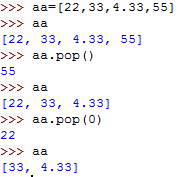 >>> aa=[22,33,4.33,55]
>>> aa
[22, 33, 4.33, 55]
>>> aa.pop()
55
>>> aa
[22, 33, 4.33]
>>> aa.pop(0)
22
>>> aa
[33, 4.33]